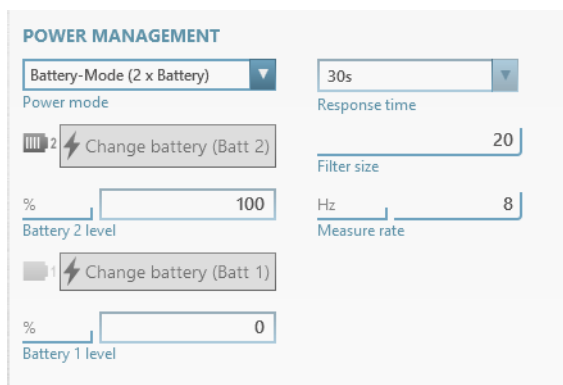 POWER MANAGEMENT
Battery-Mode (2 x Battery)
Power mode
2 Change battery (Batt 2)
% 100
Battery 2 level
1 Change battery (Batt 1)
% 0
Battery 1 level
30s
Response time
20
Filter size
Hz 8
Measure rate